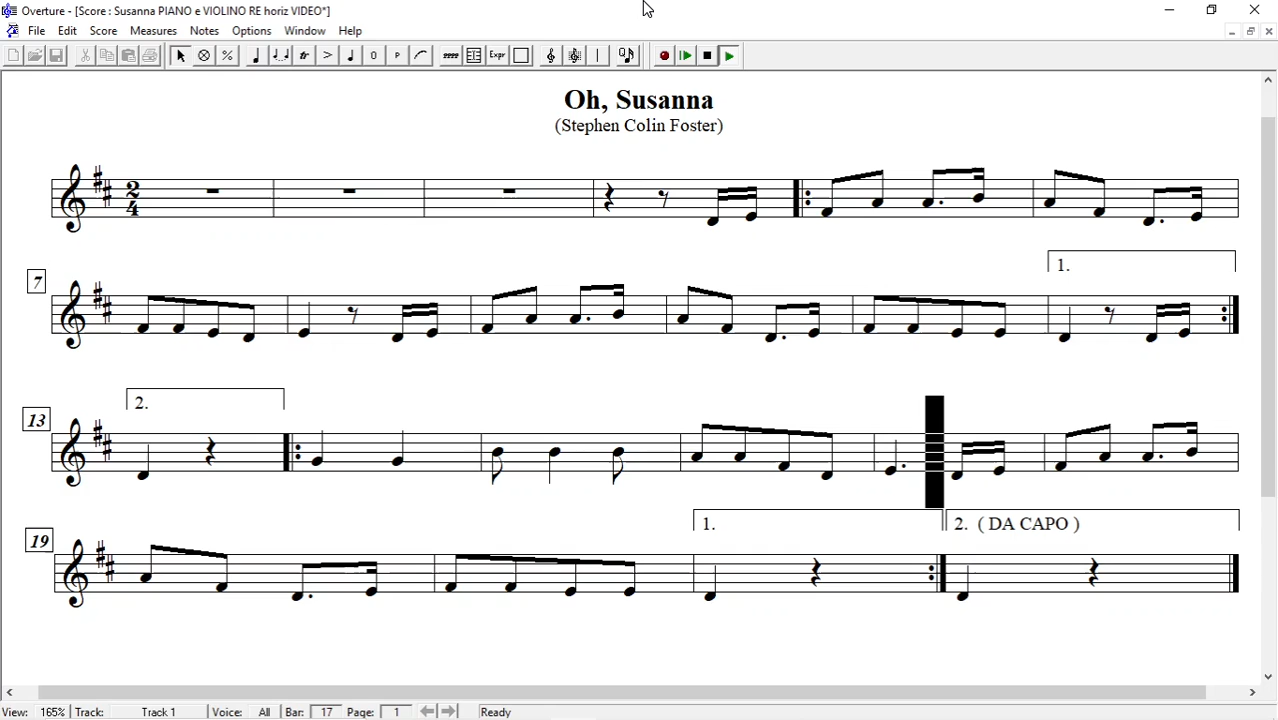 Overture - [Score : Susanna PIANO e VIOLINO RE horiz VIDEO*]
File Edit Score Measures Notes Options Window Help
Oh, Susanna
(Stephen Colin Foster)
2
4
7
1.
13
2.
19
1.
2. ( DA CAPO )
View: 165% Track: Track 1 Voice: All Bar: 17 Page: 1 Ready